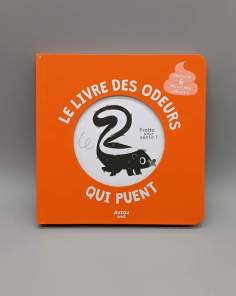 LE LIVRE DES ODEURS
Frotte
pour
sentir !
QUI PUENT
AUZOU